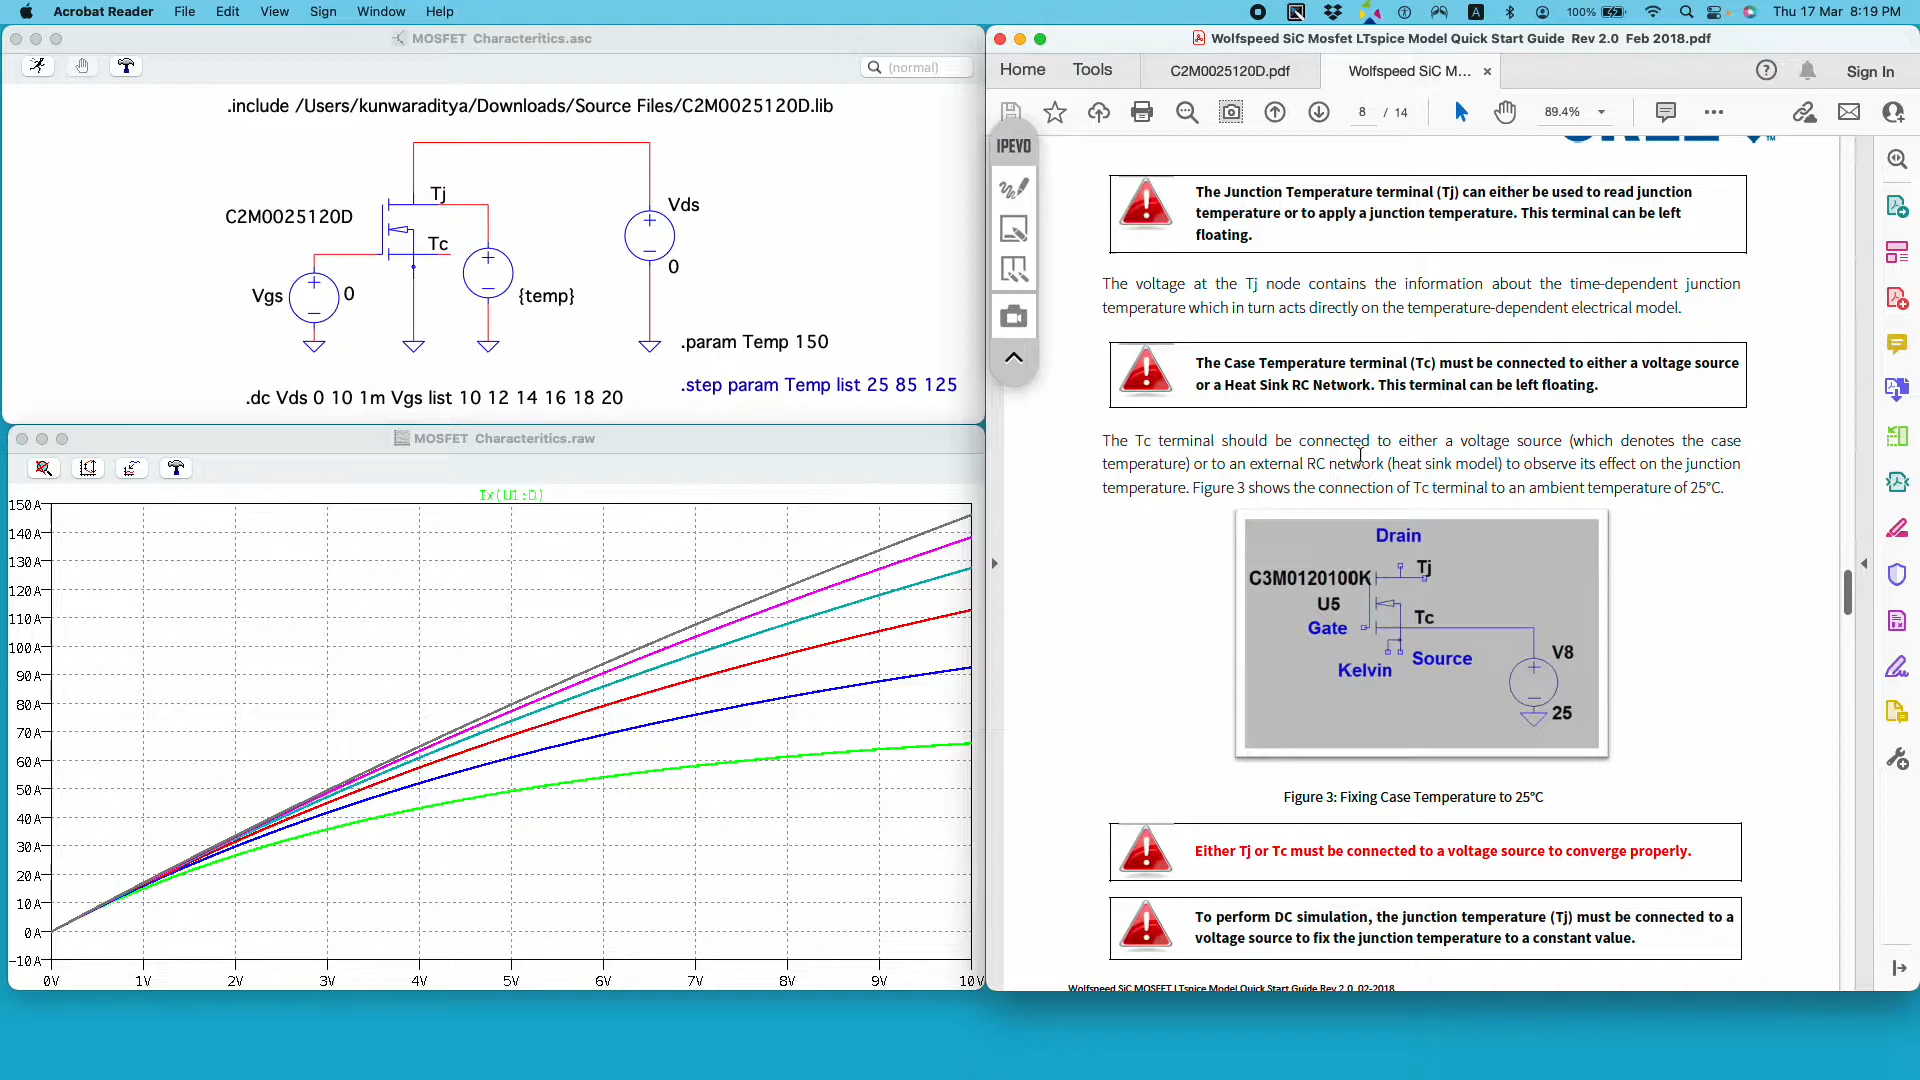 Acrobat Reader File Edit View Sign Window Help
A 100% Thu 17 Mar 8:19 PM
MOSFET Characteritics.asc
(normal)
.include /Users/kunwaraditya/Downloads/Source Files/C2M0025120D.lib
Tj
C2M0025120D
Vds
Tc
0
Vgs 0
{temp}
.param Temp 150
.step param Temp list 25 85 125
.dc Vds 0 10 1m Vgs list 10 12 14 16 18 20
MOSFET Characteritics.raw
Ix(U1:D)
150A
140A
130A
120A
110A
100A
90A
80A
70A
60A
50A
40A
30A
20A
10A
0A
-10A
0V 1V 2V 3V 4V 5V 6V 7V 8V 9V 10V
Wolfspeed SiC Mosfet LTspice Model Quick Start Guide Rev 2.0 Feb 2018.pdf
Home Tools C2M0025120D.pdf Wolfspeed SiC M... × Sign In
8 / 14 89.4%
IPEVO
The Junction Temperature terminal (Tj) can either be used to read junction
temperature or to apply a junction temperature. This terminal can be left
floating.
The voltage at the Tj node contains the information about the time-dependent junction
temperature which in turn acts directly on the temperature-dependent electrical model.
The Case Temperature terminal (Tc) must be connected to either a voltage source
or a Heat Sink RC Network. This terminal can be left floating.
The Tc terminal should be connected to either a voltage source (which denotes the case
temperature) or to an external RC network (heat sink model) to observe its effect on the junction
temperature. Figure 3 shows the connection of Tc terminal to an ambient temperature of 25°C.
Drain
Tj
C3M0120100K
U5
Tc
Gate
V8
Source
Kelvin
25
Figure 3: Fixing Case Temperature to 25°C
Either Tj or Tc must be connected to a voltage source to converge properly.
To perform DC simulation, the junction temperature (Tj) must be connected to a
voltage source to fix the junction temperature to a constant value.
Wolfspeed SiC MOSFET LTspice Model Quick Start Guide Rev 2.0 02-2018